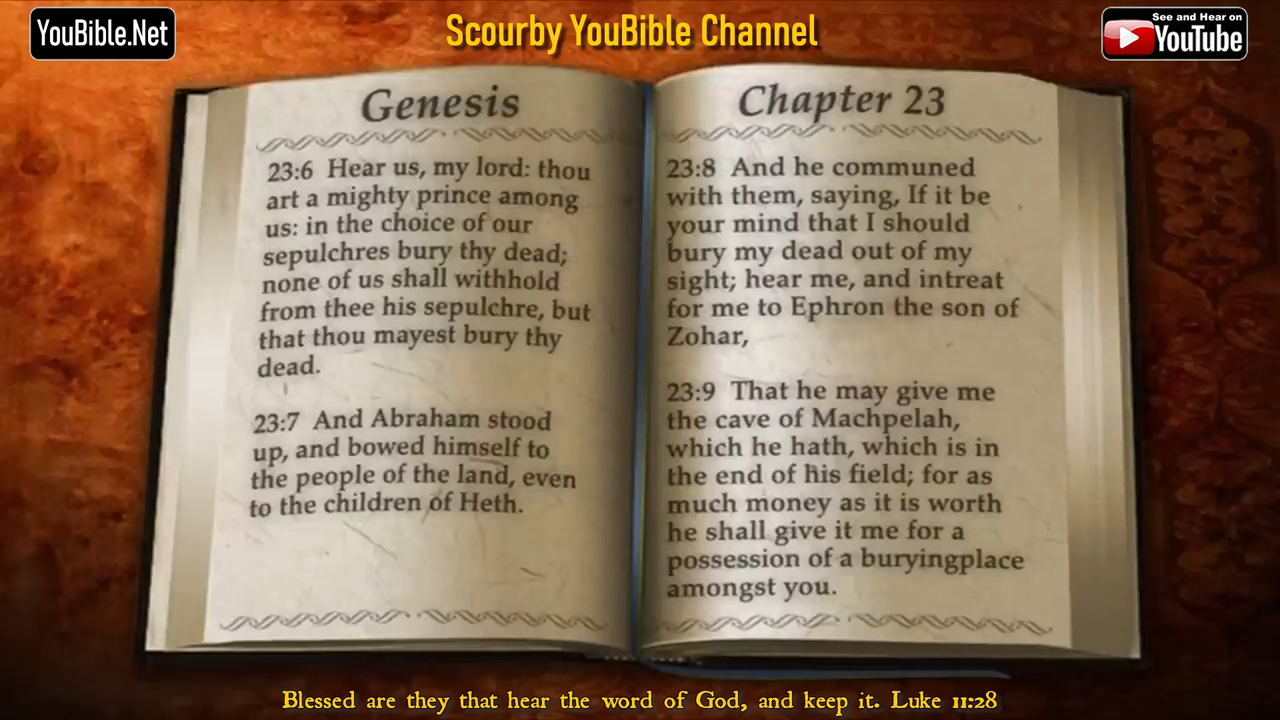 YouBible.Net
Scourby YouBible Channel
See and Hear on
YouTube
Genesis
23:6 Hear us, my lord: thou
art a mighty prince among
us: in the choice of our
sepulchres bury thy dead;
none of us shall withhold
from thee his sepulchre, but
that thou mayest bury thy
dead.
23:7 And Abraham stood
up, and bowed himself to
the people of the land, even
to the children of Heth.
Chapter 23
23:8 And he communed
with them, saying, If it be
your mind that I should
bury my dead out of my
sight; hear me, and intreat
for me to Ephron the son of
Zohar,
23:9 That he may give me
the cave of Machpelah,
which he hath, which is in
the end of his field; for as
much money as it is worth
he shall give it me for a
possession of a buryingplace
amongst you.
Blessed are they that hear the word of God, and keep it. Luke 11:28